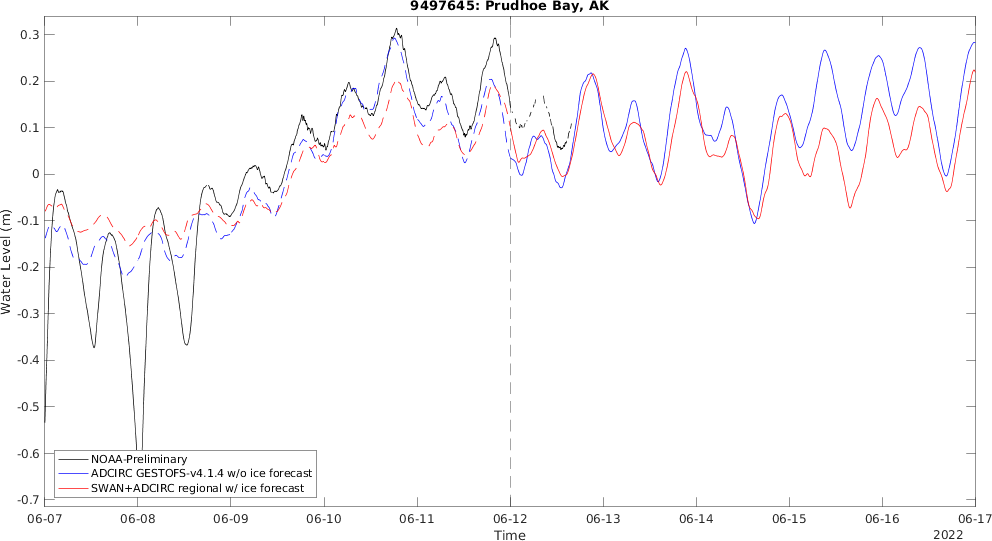 9497645: Prudhoe Bay, AK
Water Level (m)
0.3
0.2
0.1
0
-0.1
-0.2
-0.3
-0.4
-0.5
-0.6
-0.7
NOAA-Preliminary
ADCIRC GESTOFS-v4.1.4 w/o ice forecast
SWAN+ADCIRC regional w/ ice forecast
06-07 06-08 06-09 06-10 06-11 06-12 06-13 06-14 06-15 06-16 06-17
Time
2022